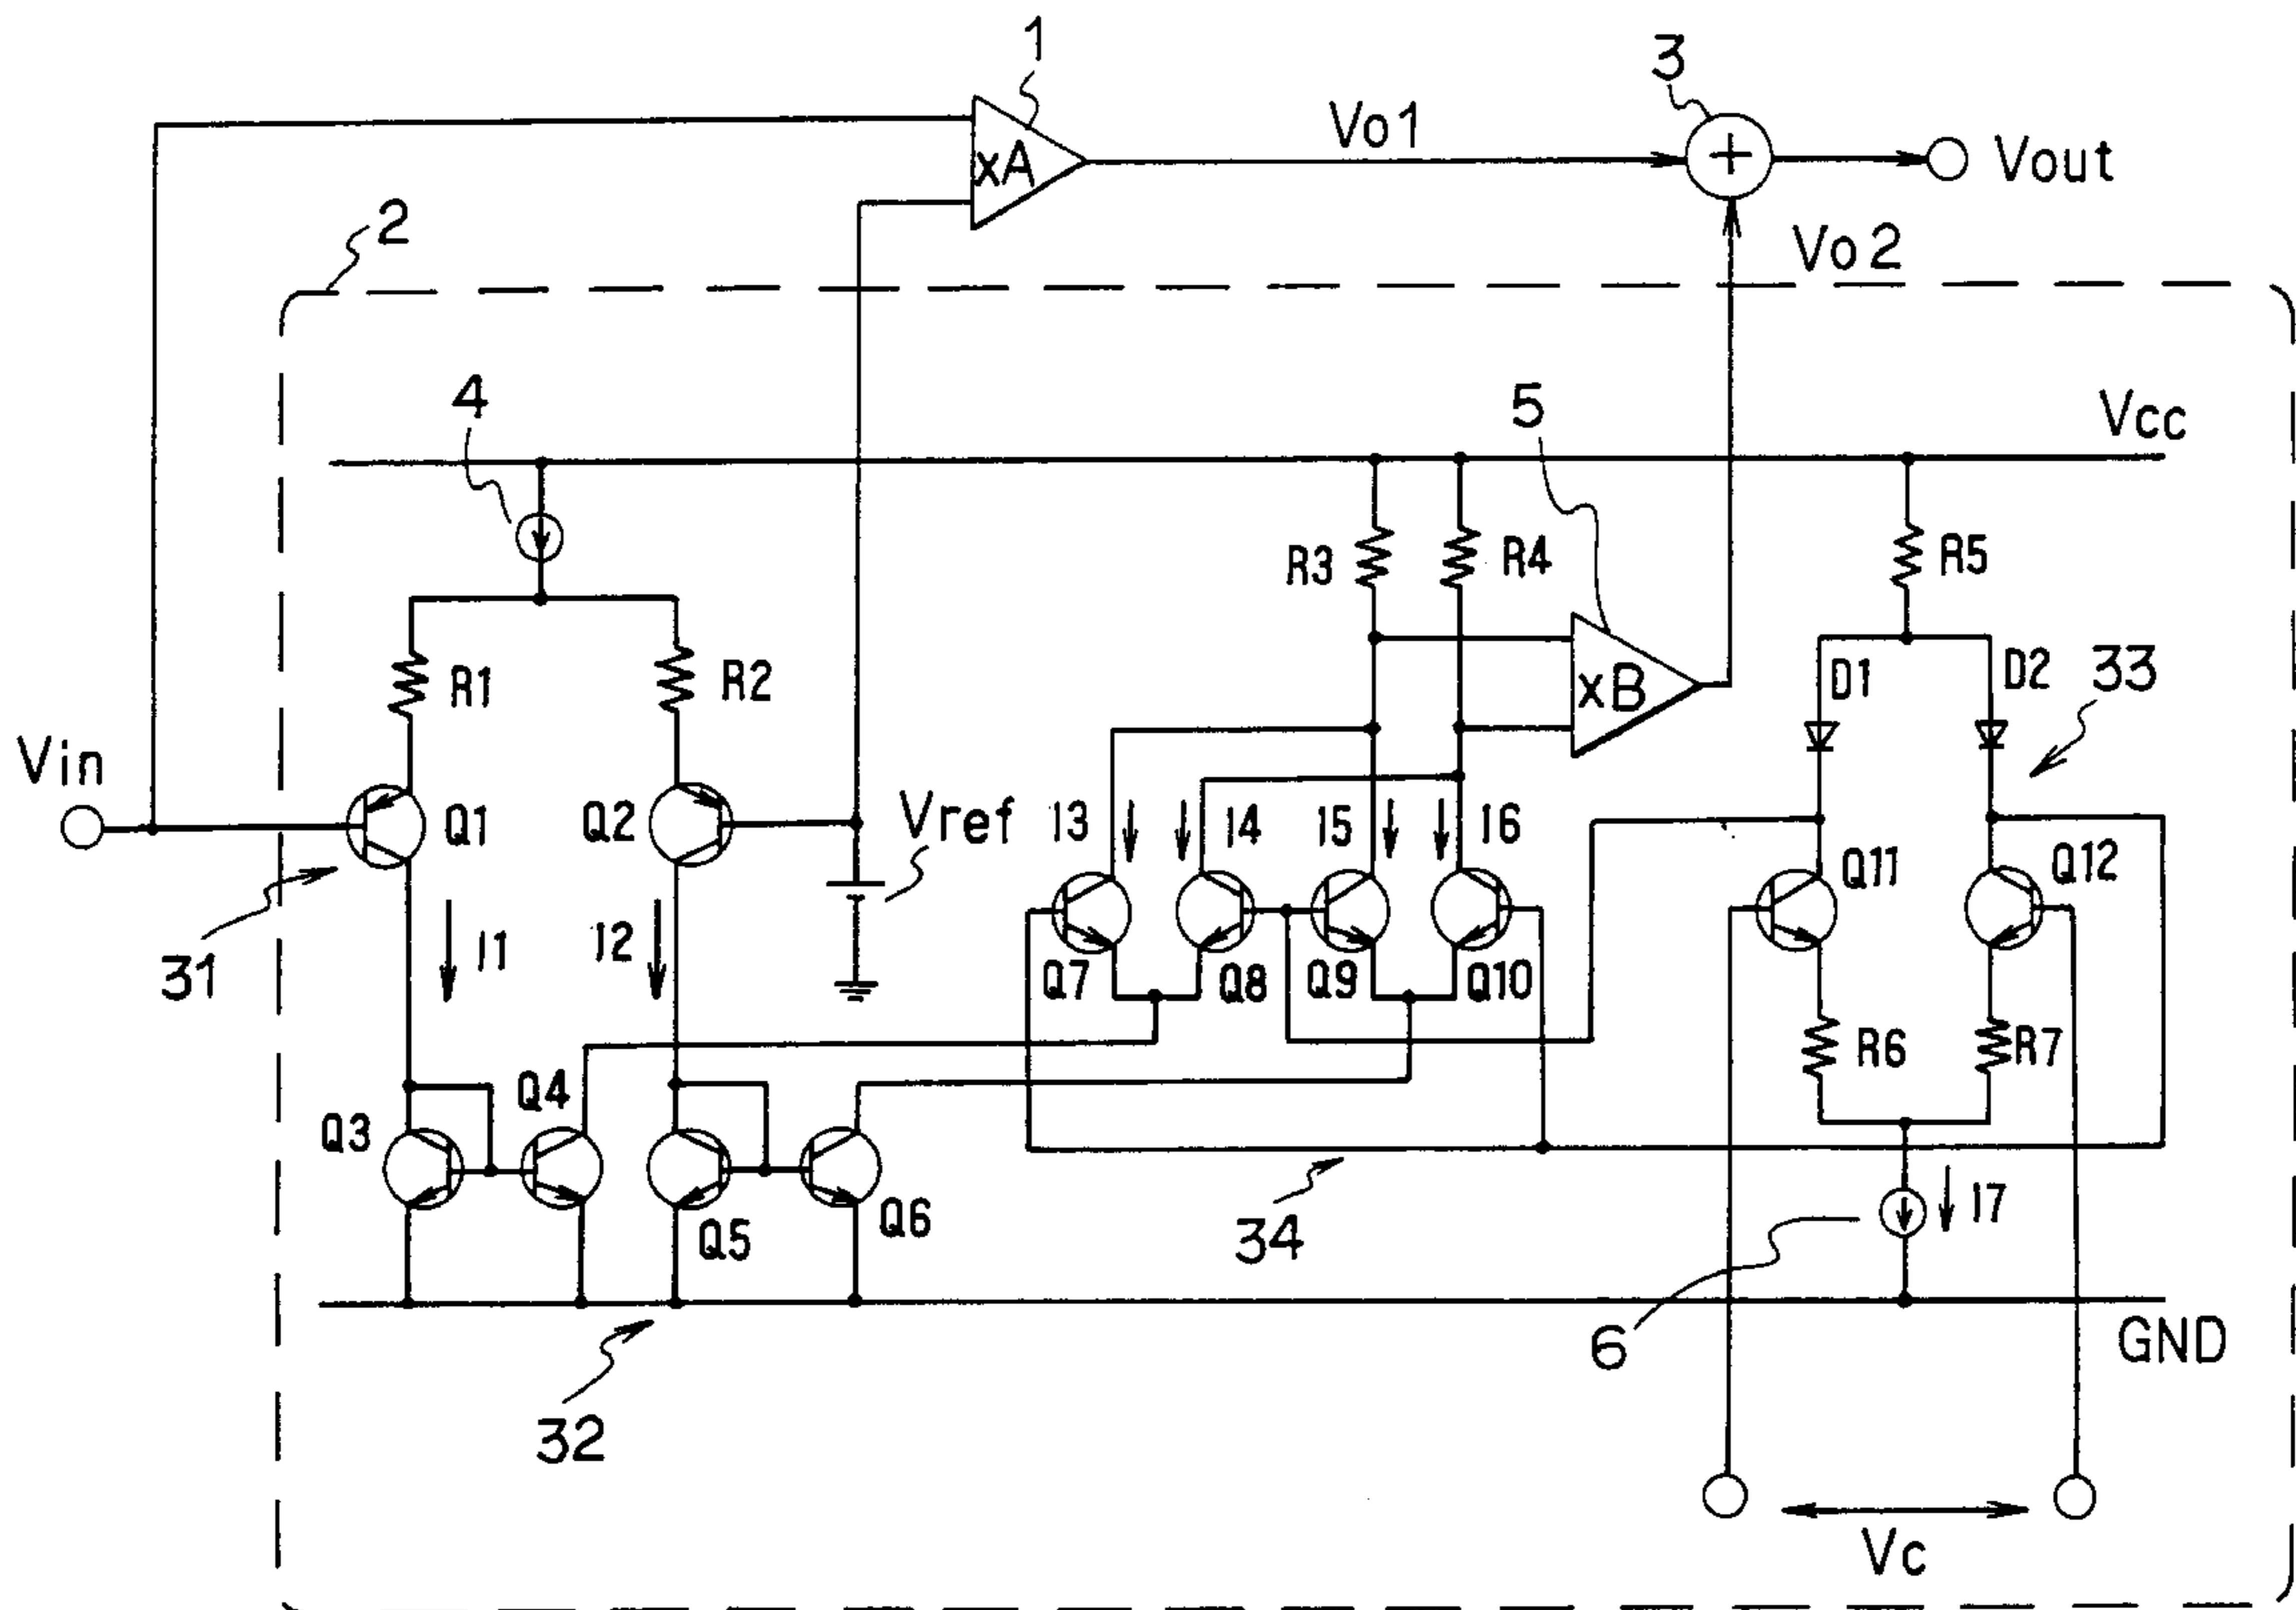 1
3
xA
Vo1
+
Vout
2
Vo2
4
5
Vcc
R3
R4
R5
R1
R2
xB
D1
D2
33
Vin
Q1
Q2
Vref
I3
I4
I5
I6
Q11
Q12
31
I1
I2
Q7
Q8
Q9
Q10
R6
R7
Q3
Q4
Q5
Q6
34
I7
6
GND
32
Vc